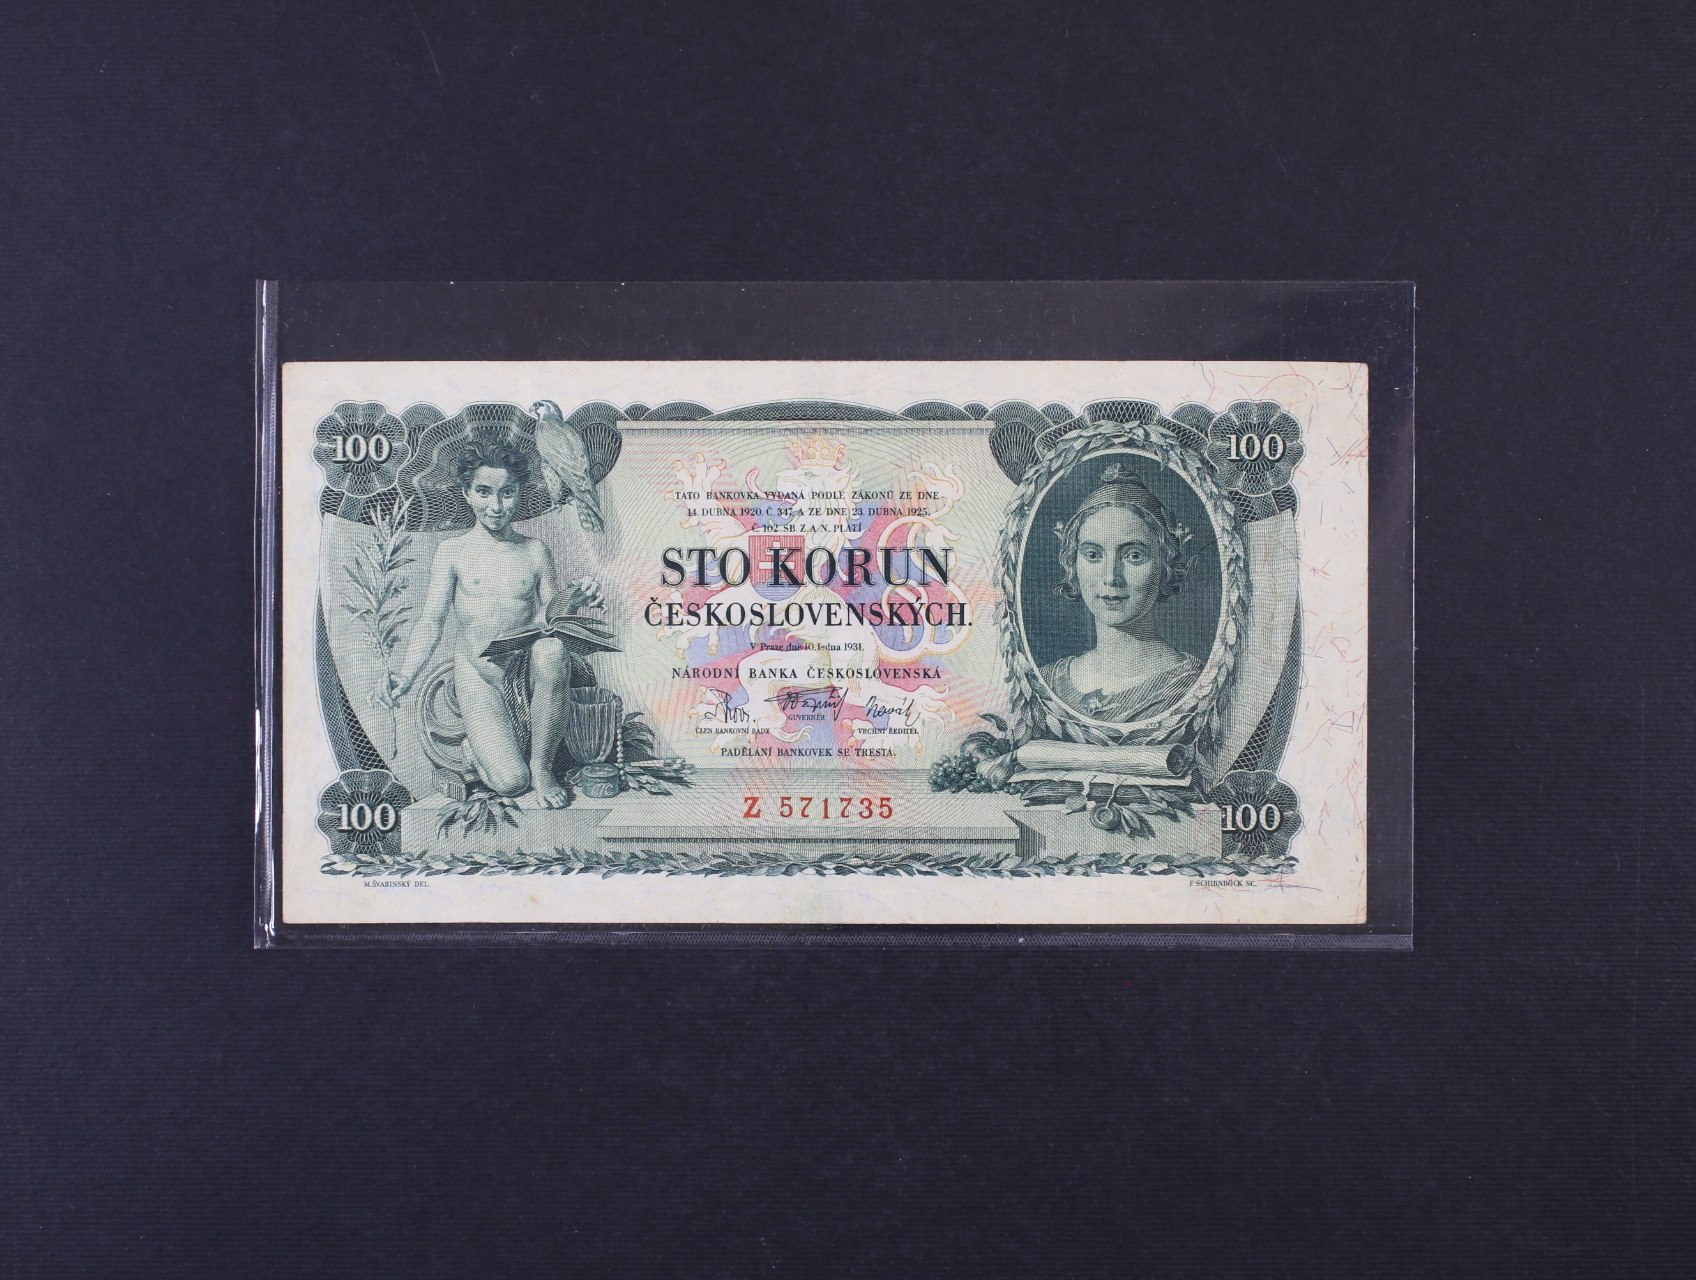 100
100
TATO BANKOVKA VYDANÁ PODLE ZÁKONŮ ZE DNE
14. DUBNA 1920, Č. 347, A ZE DNE 23. DUBNA 1925,
Č. 102 SB. Z. A N. PLATÍ
STO KORUN
ČESKOSLOVENSKÝCH.
V Praze dne 10. ledna 1931.
NÁRODNÍ BANKA ČESKOSLOVENSKÁ
GUVERNÉR
ČLEN BANKOVNÍ RADY
VRCHNÍ ŘEDITEL
PADĚLÁNÍ BANKOVEK SE TRESTÁ.
Z 571735
100
100
M. ŠVABINSKÝ DEL.
F. SCHIRNBÖCK SC.